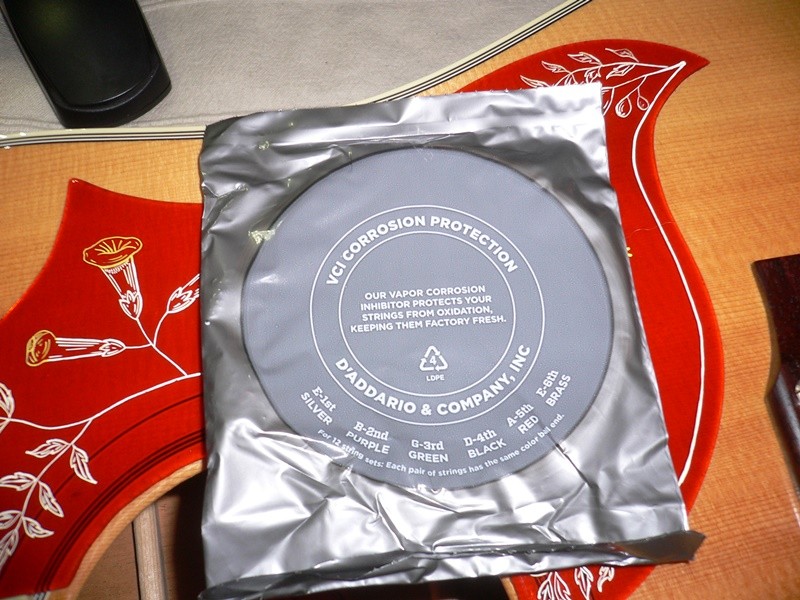 VCI CORROSION PROTECTION
OUR VAPOR CORROSION
INHIBITOR PROTECTS YOUR
STRINGS FROM OXIDATION,
KEEPING THEM FACTORY FRESH.
4
LDPE
D'ADDARIO & COMPANY, INC
E-1st
SILVER
B-2nd
PURPLE
G-3rd
GREEN
D-4th
BLACK
A-5th
RED
E-6th
BRASS
For 12 string sets: Each pair of strings has the same color ball end.